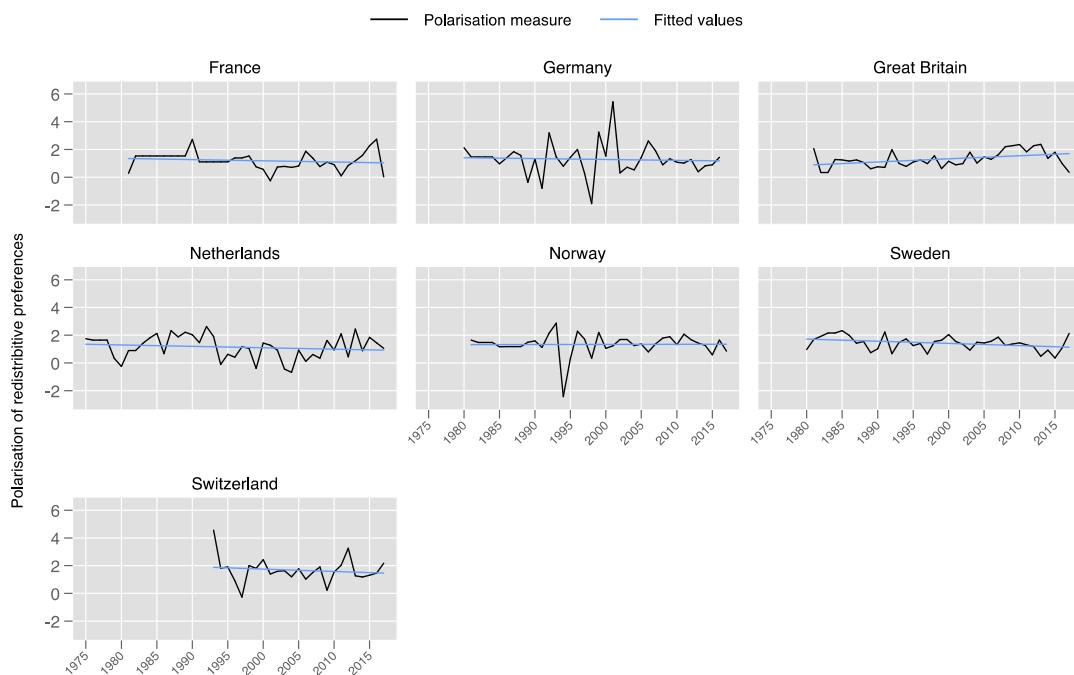 Polarisation measure Fitted values
France Germany Great Britain
6
4
2
0
-2
Netherlands Norway Sweden
6
4
2
0
-2
1975 1980 1985 1990 1995 2000 2005 2010 2015 1975 1980 1985 1990 1995 2000 2005 2010 2015
Polarisation of redistribitive preferences
Switzerland
6
4
2
0
-2
1975 1980 1985 1990 1995 2000 2005 2010 2015